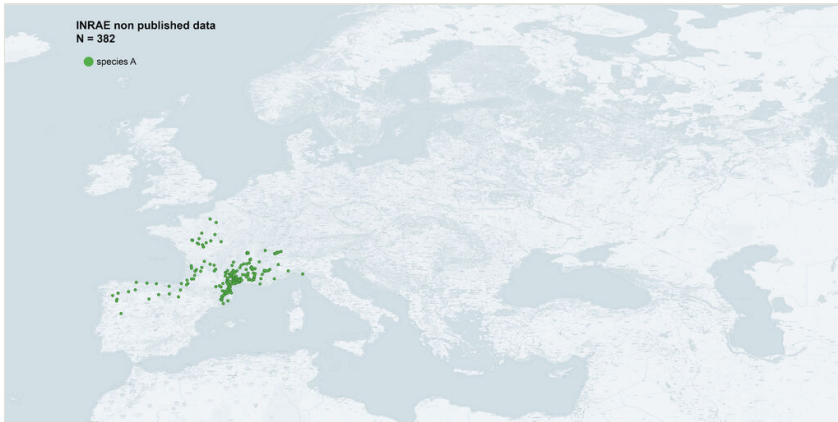 INRAE non published data
N = 382
species A